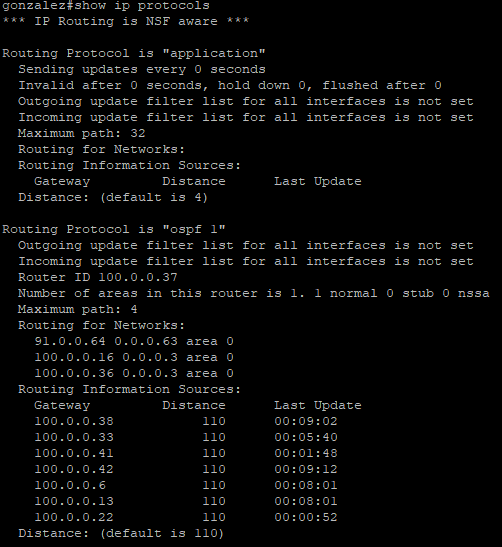 gonzalez#show ip protocols
*** IP Routing is NSF aware ***
Routing Protocol is "application"
Sending updates every 0 seconds
Invalid after 0 seconds, hold down 0, flushed after 0
Outgoing update filter list for all interfaces is not set
Incoming update filter list for all interfaces is not set
Maximum path: 32
Routing for Networks:
Routing Information Sources:
Gateway Distance Last Update
Distance: (default is 4)
Routing Protocol is "ospf 1"
Outgoing update filter list for all interfaces is not set
Incoming update filter list for all interfaces is not set
Router ID 100.0.0.37
Number of areas in this router is 1. 1 normal 0 stub 0 nssa
Maximum path: 4
Routing for Networks:
91.0.0.64 0.0.0.63 area 0
100.0.0.16 0.0.0.3 area 0
100.0.0.36 0.0.0.3 area 0
Routing Information Sources:
Gateway Distance Last Update
100.0.0.38 110 00:09:02
100.0.0.33 110 00:05:40
100.0.0.41 110 00:01:48
100.0.0.42 110 00:09:12
100.0.0.6 110 00:08:01
100.0.0.13 110 00:08:01
100.0.0.22 110 00:00:52
Distance: (default is 110)